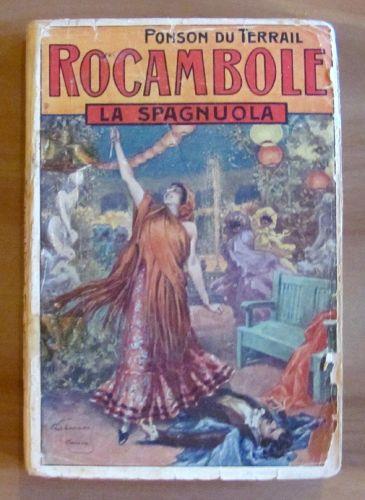 PONSON DU TERRAIL
ROCAMBOLE
LA SPAGNUOLA